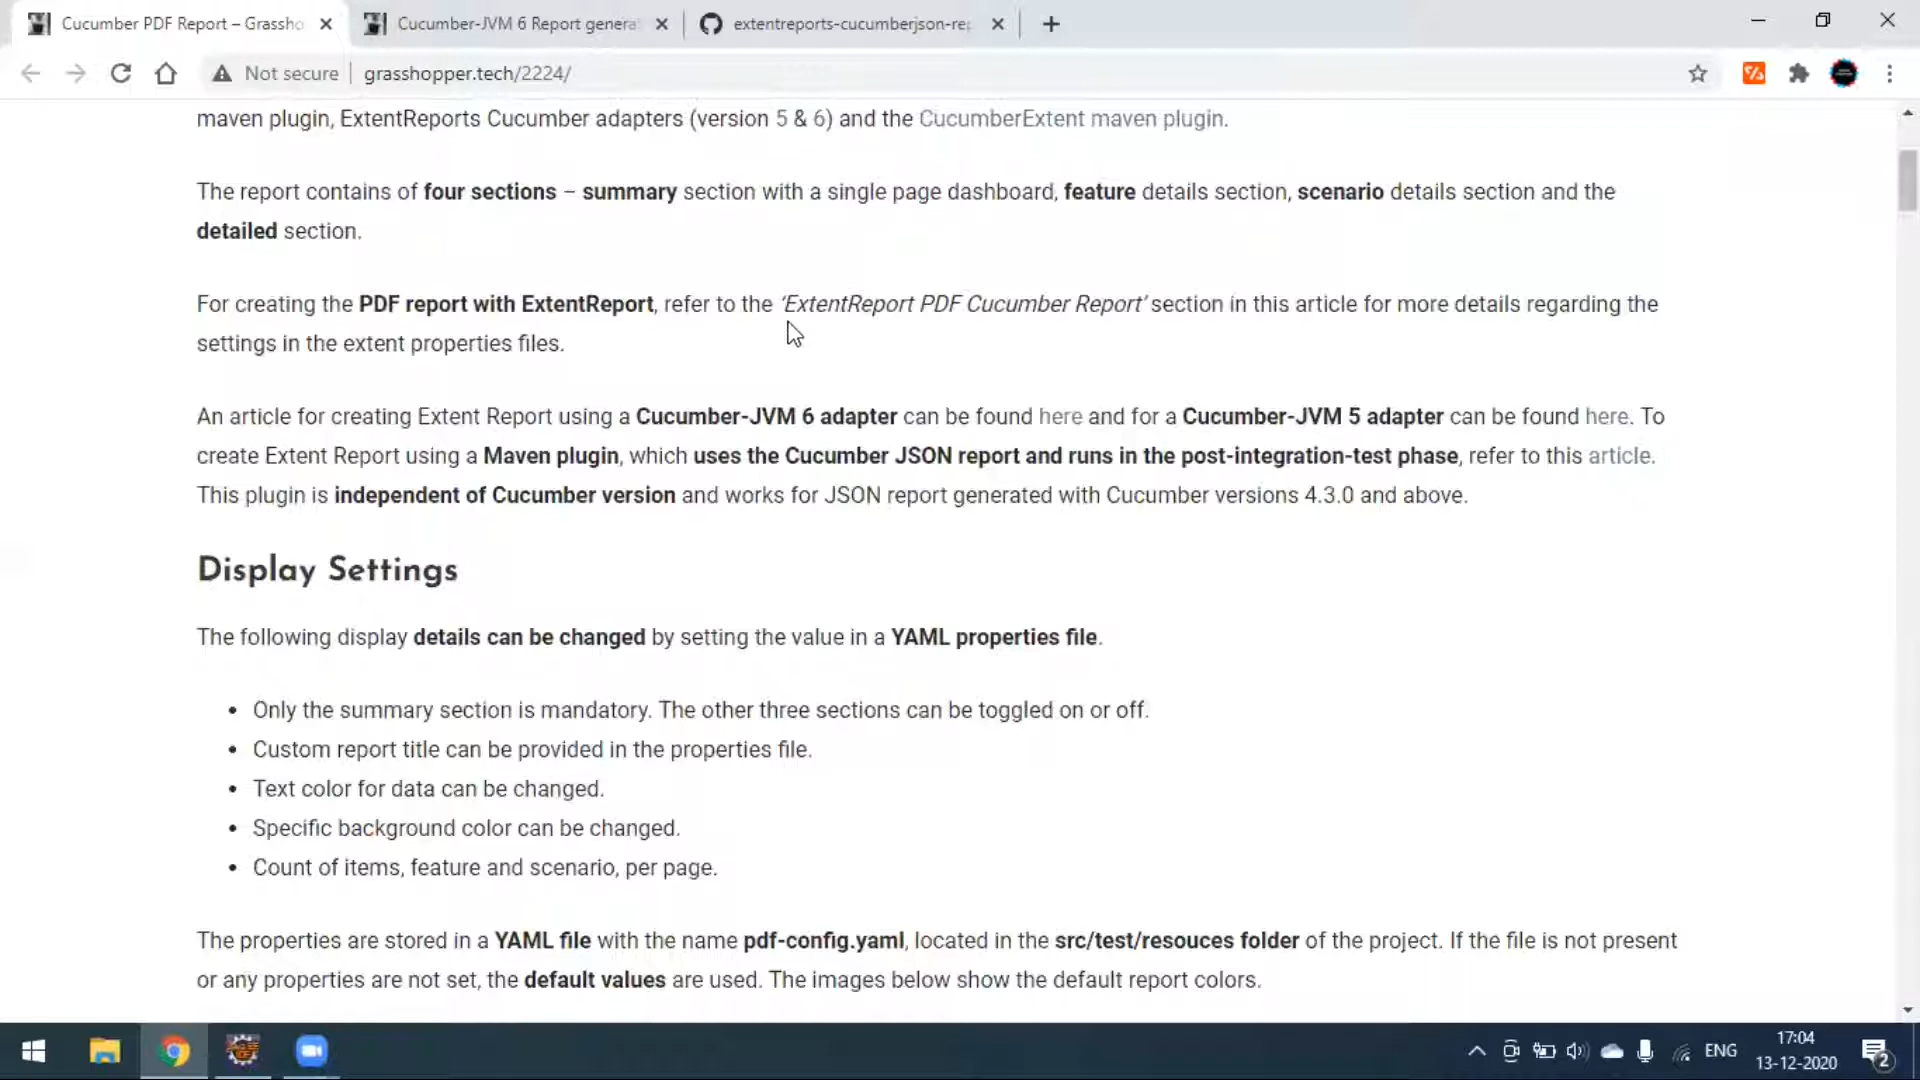 Cucumber PDF Report – Grassho
Cucumber-JVM 6 Report genera
extentreports-cucumberjson-rep
Not secure
grasshopper.tech/2224/
maven plugin, ExtentReports Cucumber adapters (version 5 & 6) and the CucumberExtent maven plugin.
The report contains of four sections – summary section with a single page dashboard, feature details section, scenario details section and the
detailed section.
For creating the PDF report with ExtentReport, refer to the ‘ExtentReport PDF Cucumber Report’ section in this article for more details regarding the
settings in the extent properties files.
An article for creating Extent Report using a Cucumber-JVM 6 adapter can be found here and for a Cucumber-JVM 5 adapter can be found here. To
create Extent Report using a Maven plugin, which uses the Cucumber JSON report and runs in the post-integration-test phase, refer to this article.
This plugin is independent of Cucumber version and works for JSON report generated with Cucumber versions 4.3.0 and above.
Display Settings
The following display details can be changed by setting the value in a YAML properties file.
• Only the summary section is mandatory. The other three sections can be toggled on or off.
• Custom report title can be provided in the properties file.
• Text color for data can be changed.
• Specific background color can be changed.
• Count of items, feature and scenario, per page.
The properties are stored in a YAML file with the name pdf-config.yaml, located in the src/test/resouces folder of the project. If the file is not present
or any properties are not set, the default values are used. The images below show the default report colors.
ENG
17:04
13-12-2020
2